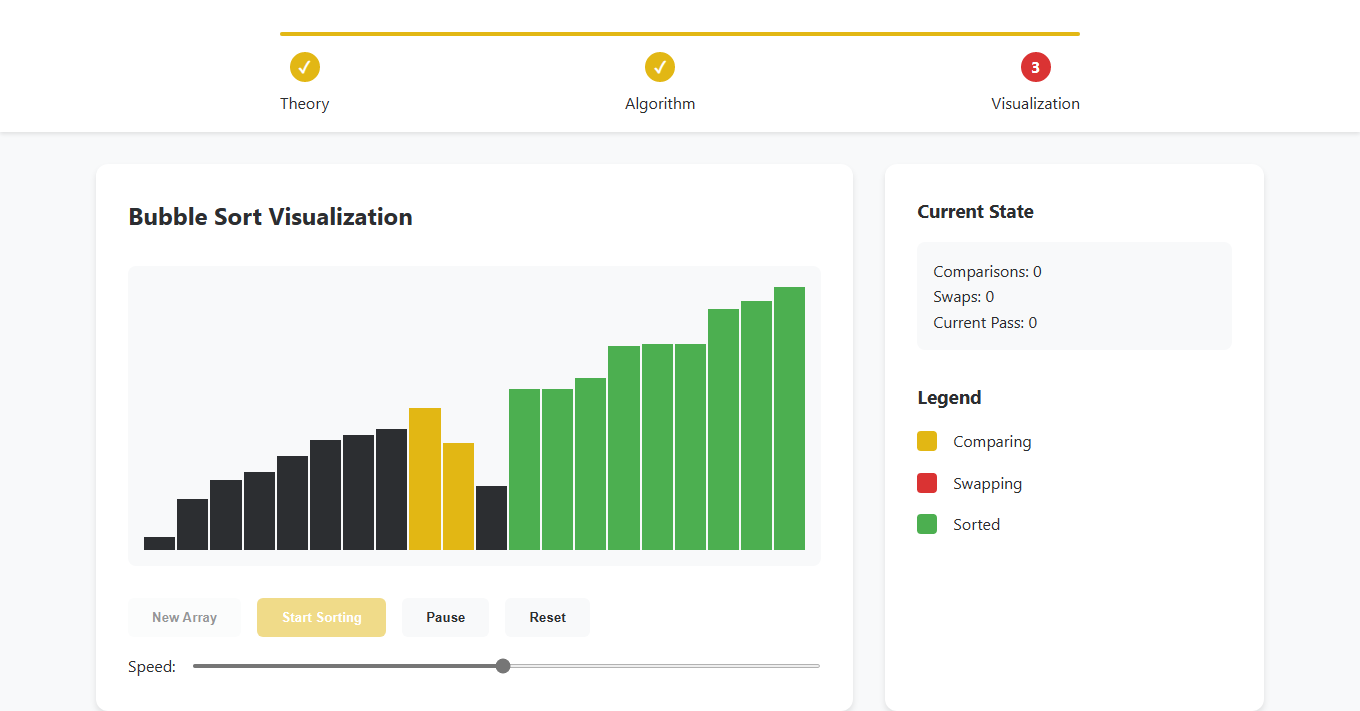 3
Theory
Algorithm
Visualization
Bubble Sort Visualization
Current State
Comparisons: 0
Swaps: 0
Current Pass: 0
Legend
Comparing
Swapping
Sorted
New Array
Start Sorting
Pause
Reset
Speed: